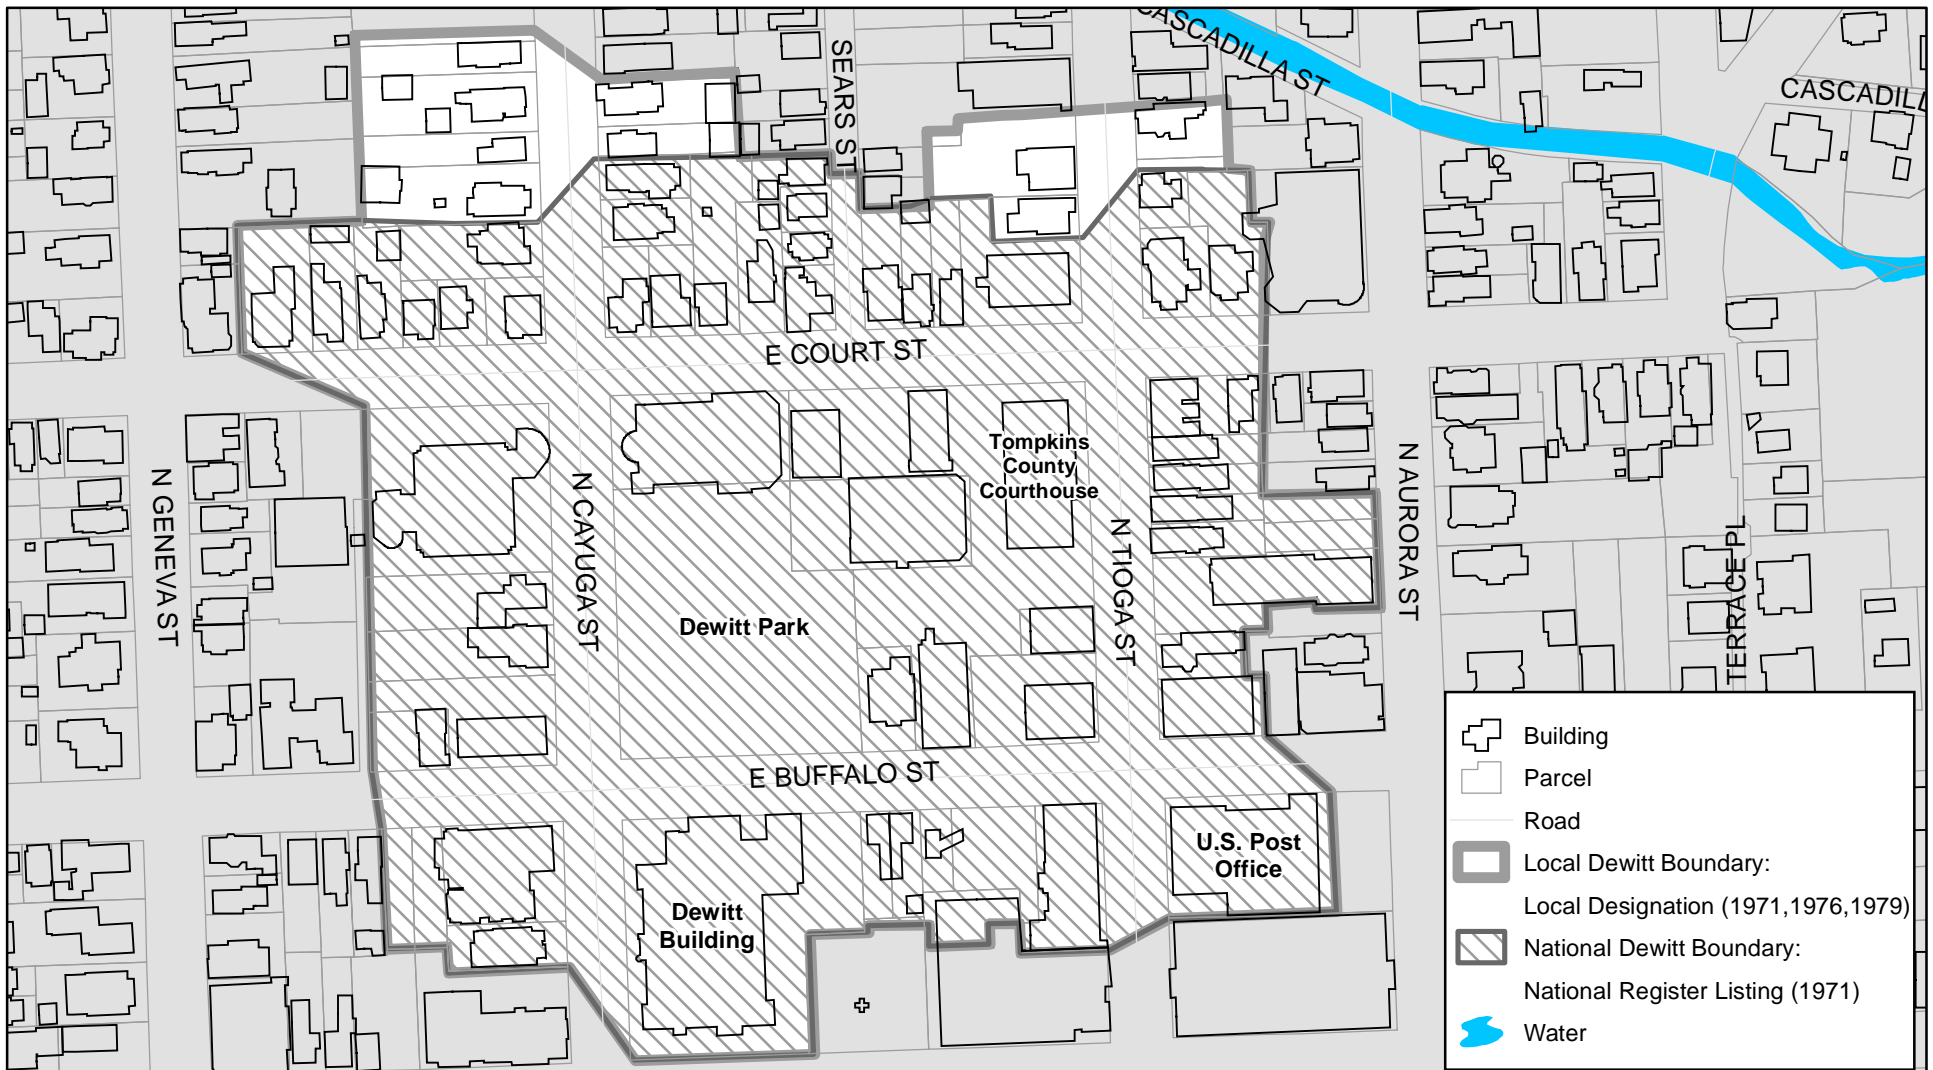 CASCADILLA ST
CASCADILL
SEARS ST
E COURT ST
Tompkins
County
Courthouse
N GENEVA ST
N CAYUGA ST
N TIOGA ST
N AURORA ST
TERRACE PL
Dewitt Park
E BUFFALO ST
U.S. Post
Office
Dewitt
Building
Building
Parcel
Road
Local Dewitt Boundary:
Local Designation (1971,1976,1979)
National Dewitt Boundary:
National Register Listing (1971)
Water